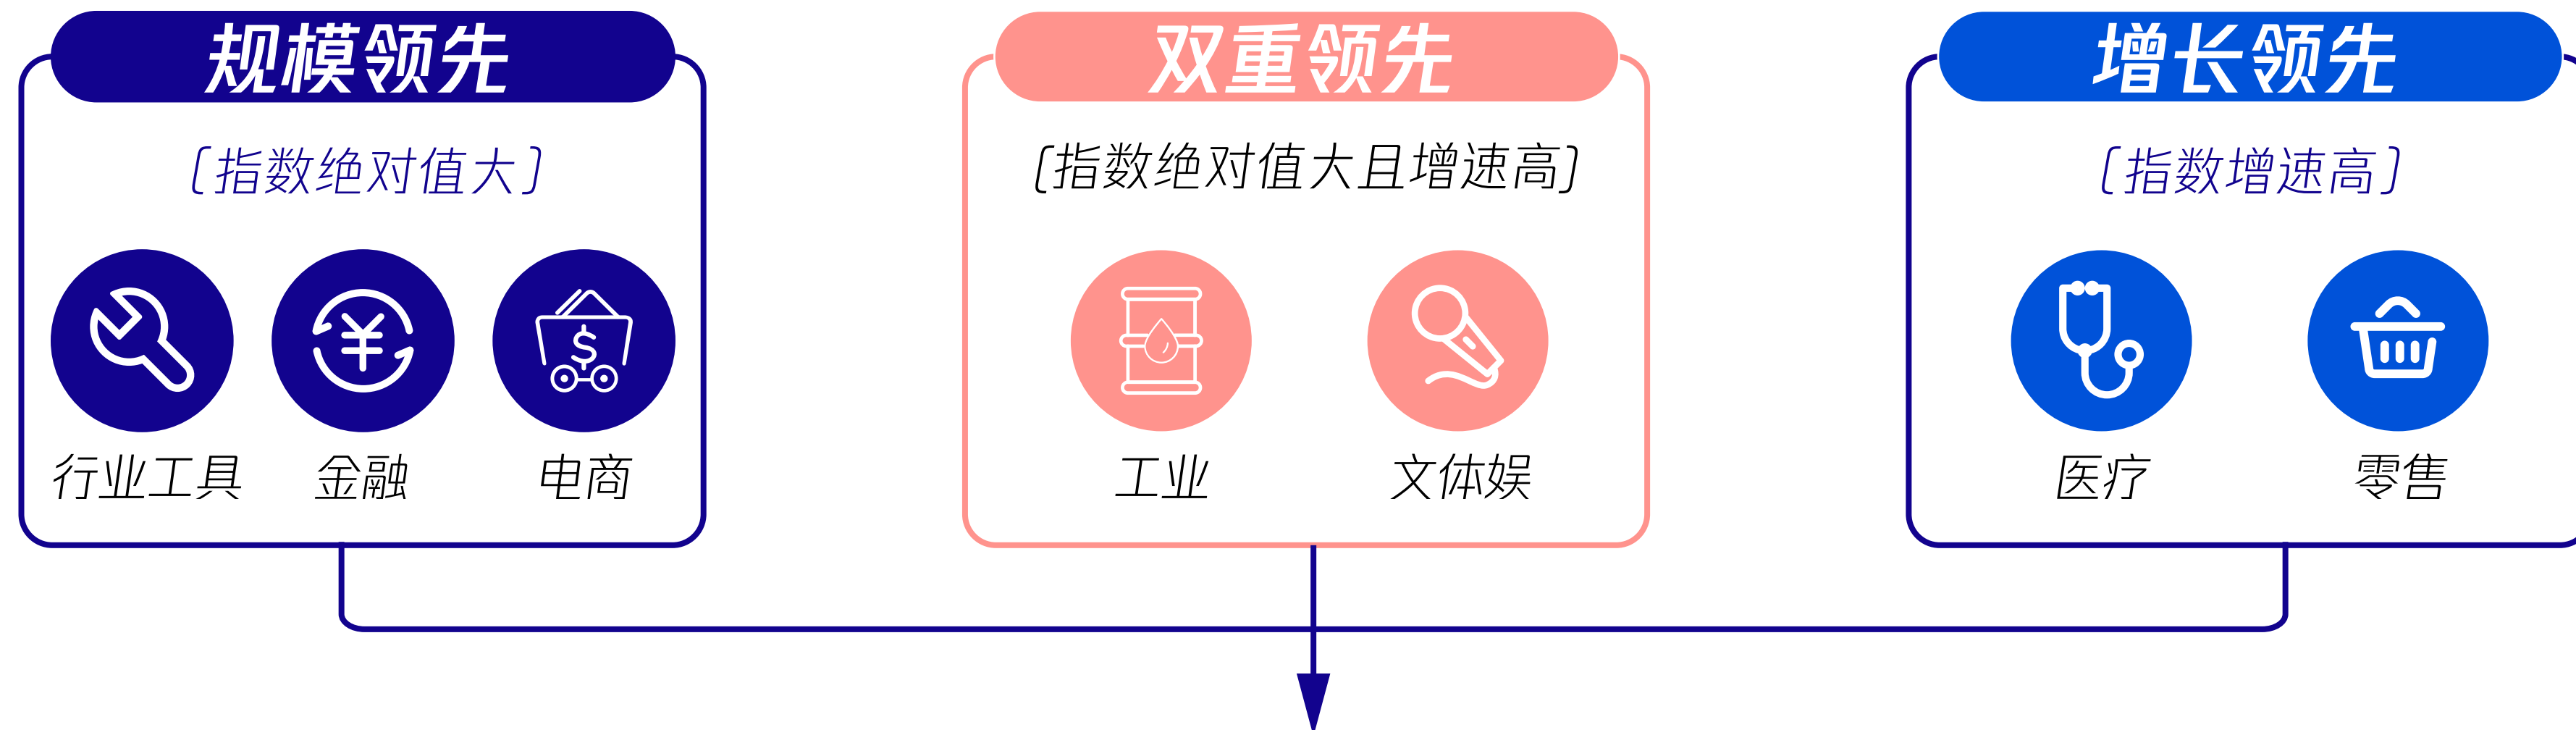 规模领先
[指数绝对值大]
行业工具
金融
电商
双重领先
[指数绝对值大且增速高]
工业
文体娱
增长领先
[指数增速高]
医疗
零售